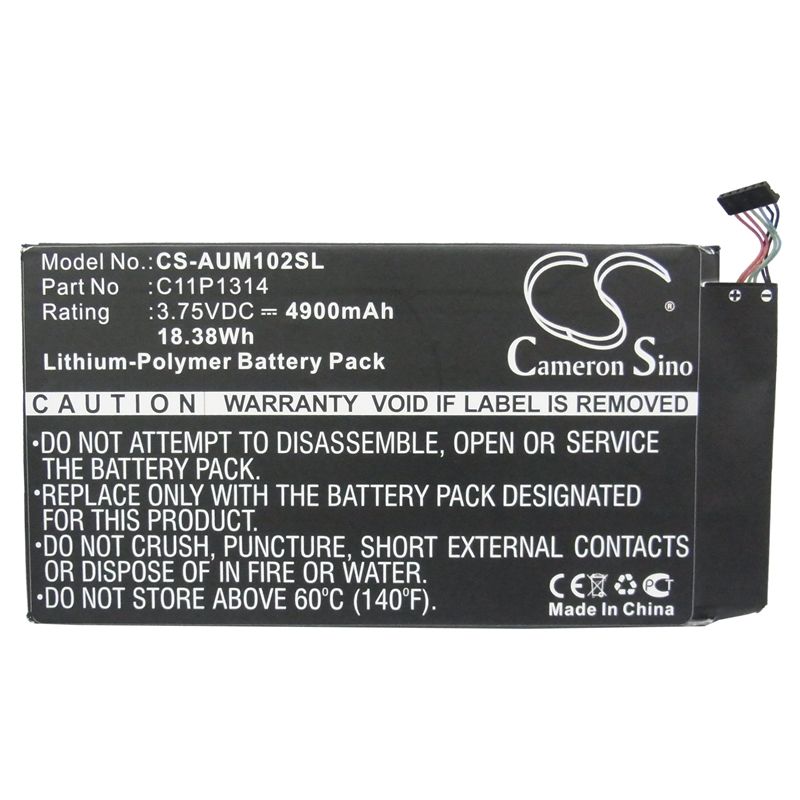 Model No.: CS-AUM102SL
Part No : C11P1314
Rating : 3.75VDC ⎓ 4900mAh
18.38Wh
Lithium-Polymer Battery Pack
CS
®
Cameron Sino
+ -
CAUTION WARRANTY VOID IF LABEL IS REMOVED
•DO NOT ATTEMPT TO DISASSEMBLE, OPEN OR SERVICE
THE BATTERY PACK.
•REPLACE ONLY WITH THE BATTERY PACK DESIGNATED
FOR THIS PRODUCT.
•DO NOT CRUSH, PUNCTURE, SHORT EXTERNAL CONTACTS
OR DISPOSE OF IN FIRE OR WATER.
•DO NOT STORE ABOVE 60°C (140°F).
CE PCT
Made In China